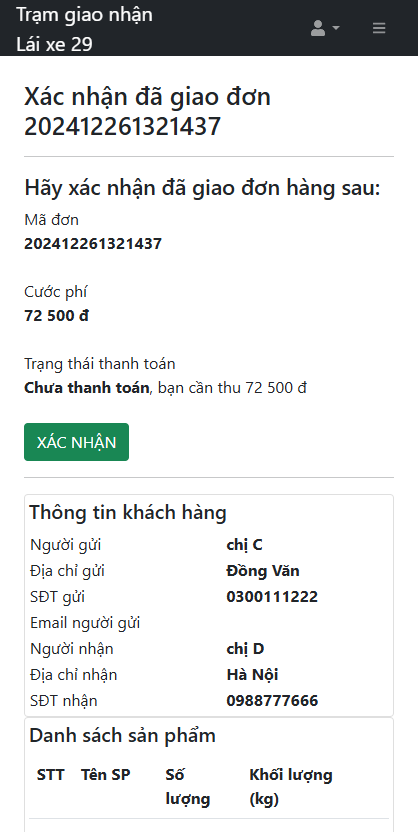 Trạm giao nhận
Lái xe 29
Xác nhận đã giao đơn
202412261321437
Hãy xác nhận đã giao đơn hàng sau:
Mã đơn
202412261321437
Cước phí
72 500 đ
Trạng thái thanh toán
Chưa thanh toán, bạn cần thu 72 500 đ
XÁC NHẬN
Thông tin khách hàng
Người gửi chị C
Địa chỉ gửi Đồng Văn
SĐT gửi 0300111222
Email người gửi
Người nhận chị D
Địa chỉ nhận Hà Nội
SĐT nhận 0988777666
Danh sách sản phẩm
STT Tên SP Số lượng Khối lượng (kg)